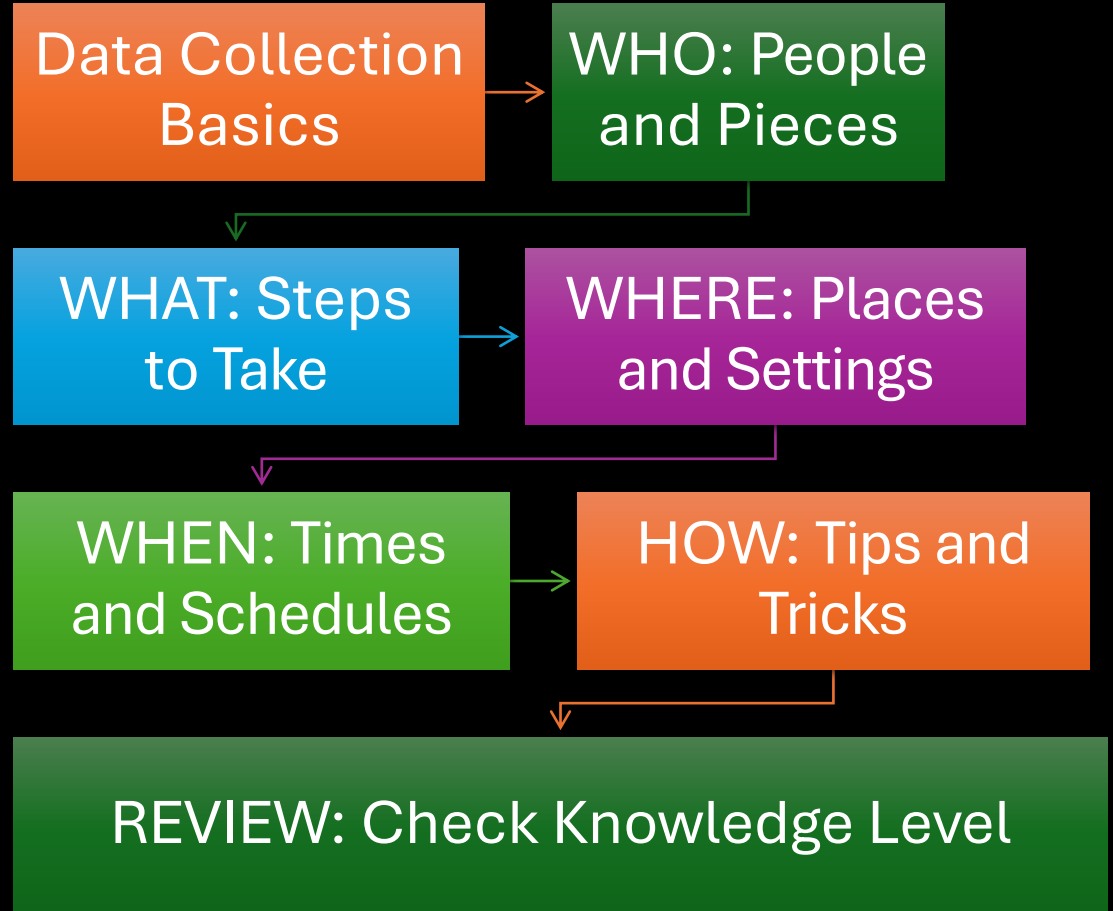 Data Collection
Basics
WHO: People
and Pieces
WHAT: Steps
to Take
WHERE: Places
and Settings
WHEN: Times
and Schedules
HOW: Tips and
Tricks
REVIEW: Check Knowledge Level